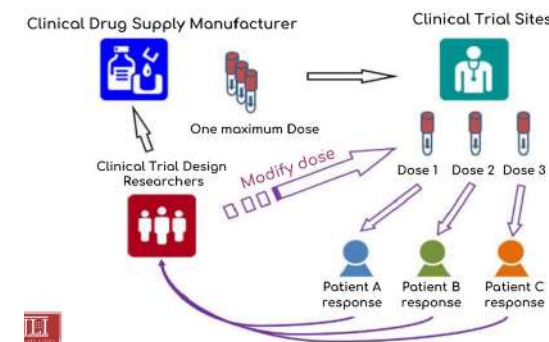 Clinical Drug Supply Manufacturer
Clinical Trial Sites
One maximum Dose
Clinical Trial Design
Researchers
Modify dose
Dose 1
Dose 2
Dose 3
Patient A
response
Patient B
response
Patient C
response